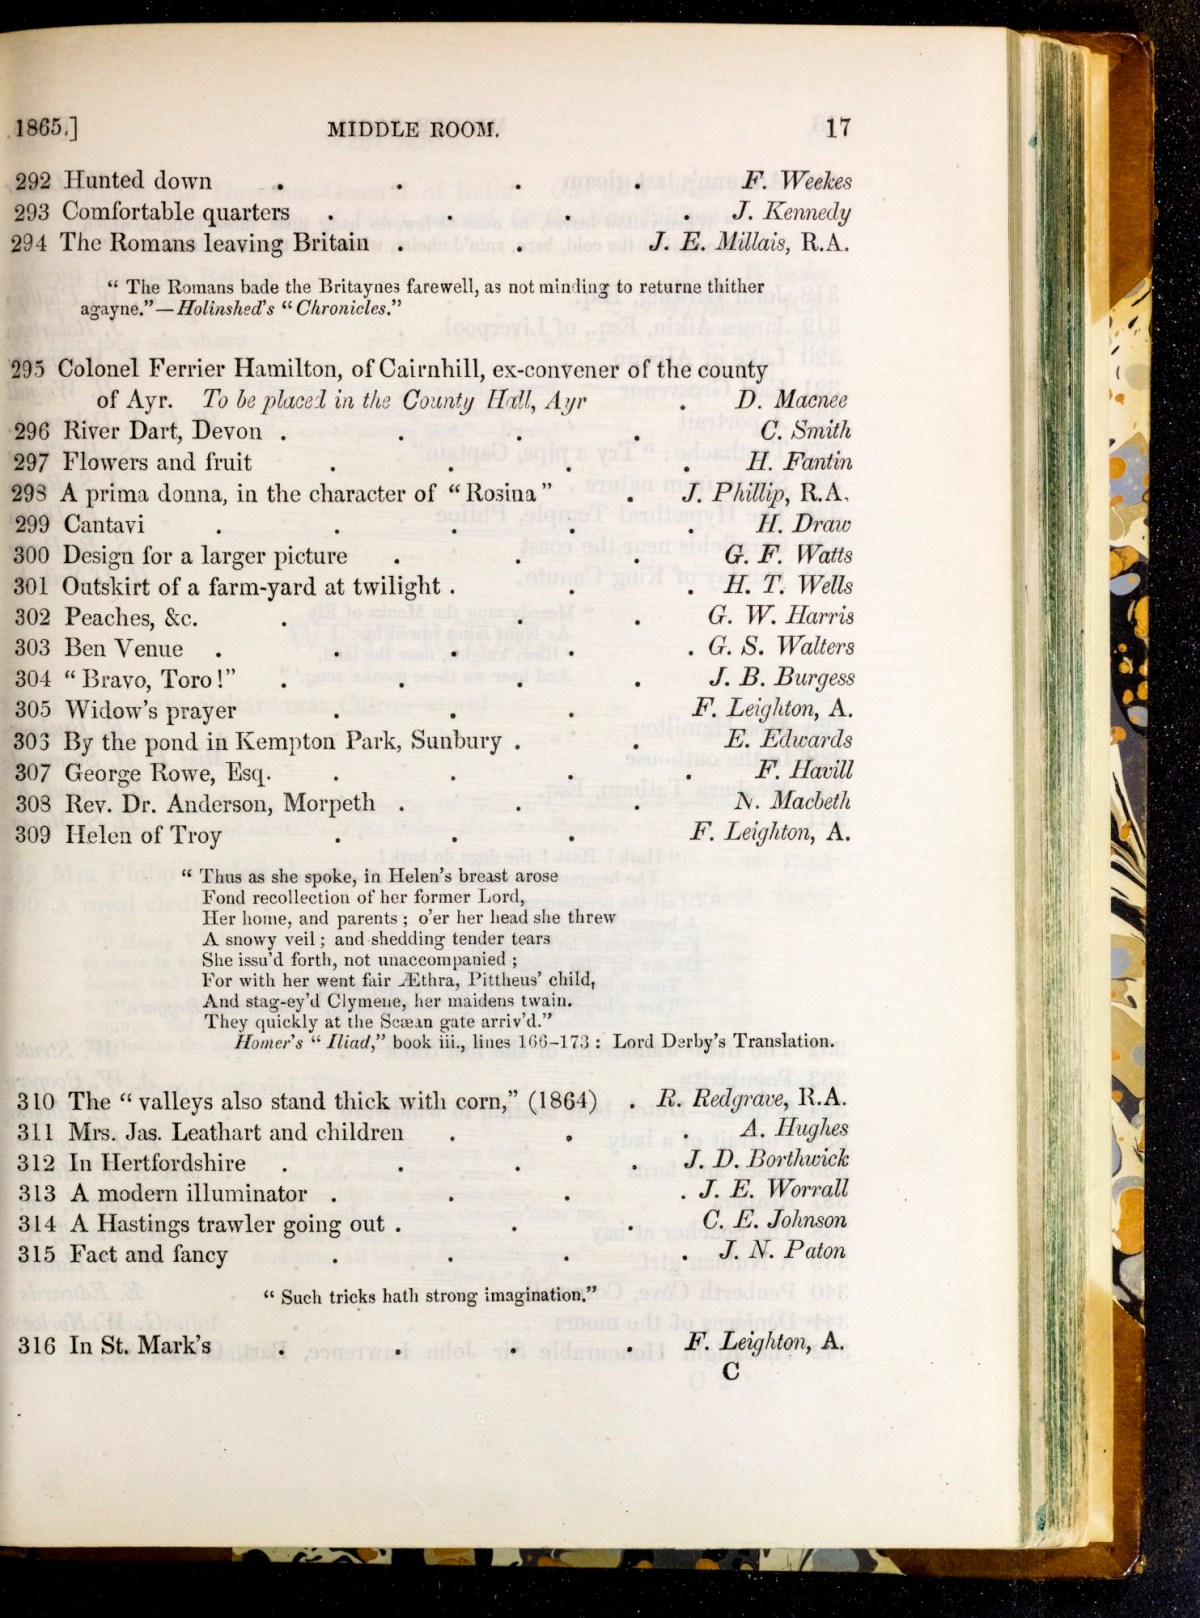 1865.] MIDDLE ROOM. 17
292 Hunted down . . . . F. Weekes
293 Comfortable quarters . . . . J. Kennedy
294 The Romans leaving Britain . . J. E. Millais, R.A.
“ The Romans bade the Britaynes farewell, as not minding to returne thither
agayne.”—Holinshed's “ Chronicles.”
295 Colonel Ferrier Hamilton, of Cairnhill, ex-convener of the county
of Ayr. To be placed in the County Hall, Ayr . D. Macnee
296 River Dart, Devon . . . . C. Smith
297 Flowers and fruit . . . . H. Fantin
298 A prima donna, in the character of “ Rosina ” . J. Phillip, R.A.
299 Cantavi . . . . . H. Draw
300 Design for a larger picture . . . G. F. Watts
301 Outskirt of a farm-yard at twilight . . . H. T. Wells
302 Peaches, &c. . . . . G. W. Harris
303 Ben Venue . . . . . G. S. Walters
304 “ Bravo, Toro ! ” . . . . J. B. Burgess
305 Widow's prayer . . . F. Leighton, A.
306 By the pond in Kempton Park, Sunbury . . E. Edwards
307 George Rowe, Esq. . . . . F. Havill
308 Rev. Dr. Anderson, Morpeth . . . N. Macbeth
309 Helen of Troy . . . F. Leighton, A.
“ Thus as she spoke, in Helen's breast arose
Fond recollection of her former Lord,
Her home, and parents ; o'er her head she threw
A snowy veil ; and shedding tender tears
She issu'd forth, not unaccompanied ;
For with her went fair Æthra, Pittheus' child,
And stag-ey'd Clymene, her maidens twain.
They quickly at the Scæan gate arriv'd.”
Homer's “ Iliad,” book iii., lines 166–173 : Lord Derby's Translation.
310 The “ valleys also stand thick with corn,” (1864) . R. Redgrave, R.A.
311 Mrs. Jas. Leathart and children . . . A. Hughes
312 In Hertfordshire . . . . J. D. Borthwick
313 A modern illuminator . . . . J. E. Worrall
314 A Hastings trawler going out . . . C. E. Johnson
315 Fact and fancy . . . . J. N. Paton
“ Such tricks hath strong imagination.”
316 In St. Mark's . . . . F. Leighton, A.
C